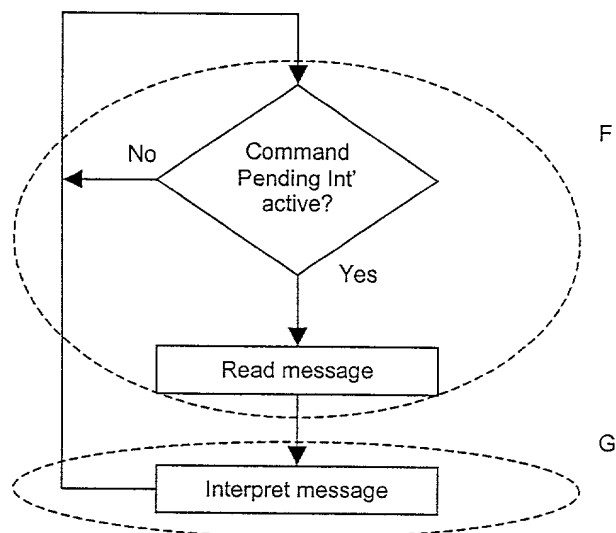 F
No
Command
Pending Int'
active?
Yes
Read message
G
Interpret message